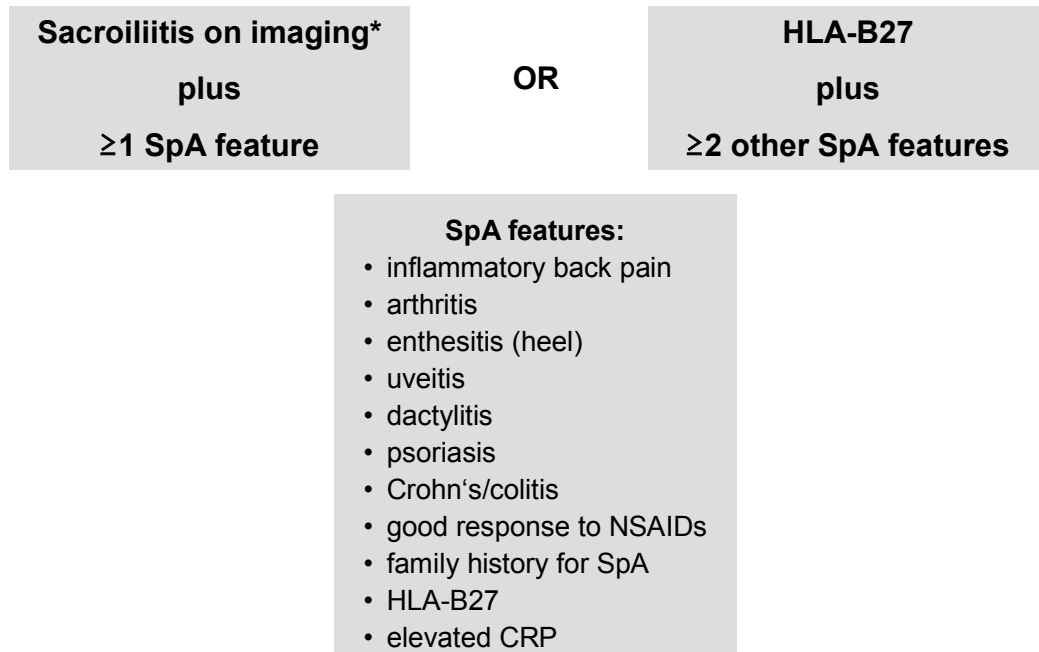 Sacroiliitis on imaging*
plus
≥1 SpA feature
OR
HLA-B27
plus
≥2 other SpA features
SpA features:
• inflammatory back pain
• arthritis
• enthesitis (heel)
• uveitis
• dactylitis
• psoriasis
• Crohn‘s/colitis
• good response to NSAIDs
• family history for SpA
• HLA-B27
• elevated CRP